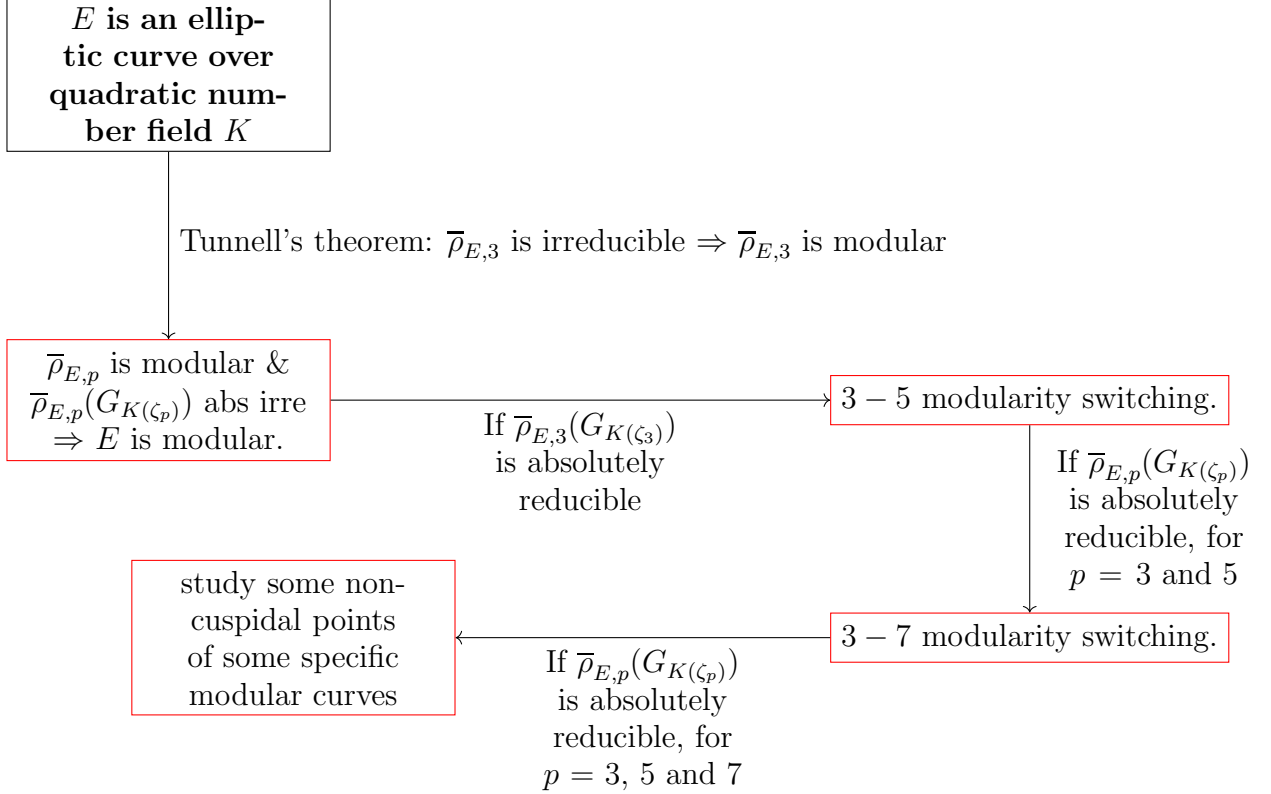 E is an ellip-
tic curve over
quadratic num-
ber field K
Tunnell's theorem: ρ̅_{E,3} is irreducible ⇒ ρ̅_{E,3} is modular
ρ̅_{E,p} is modular &
ρ̅_{E,p}(G_{K(ζ_p)}) abs irre
⇒ E is modular.
If ρ̅_{E,3}(G_{K(ζ_3)})
is absolutely
reducible
3 − 5 modularity switching.
If ρ̅_{E,p}(G_{K(ζ_p)})
is absolutely
reducible, for
p = 3 and 5
3 − 7 modularity switching.
If ρ̅_{E,p}(G_{K(ζ_p)})
is absolutely
reducible, for
p = 3, 5 and 7
study some non-
cuspidal points
of some specific
modular curves